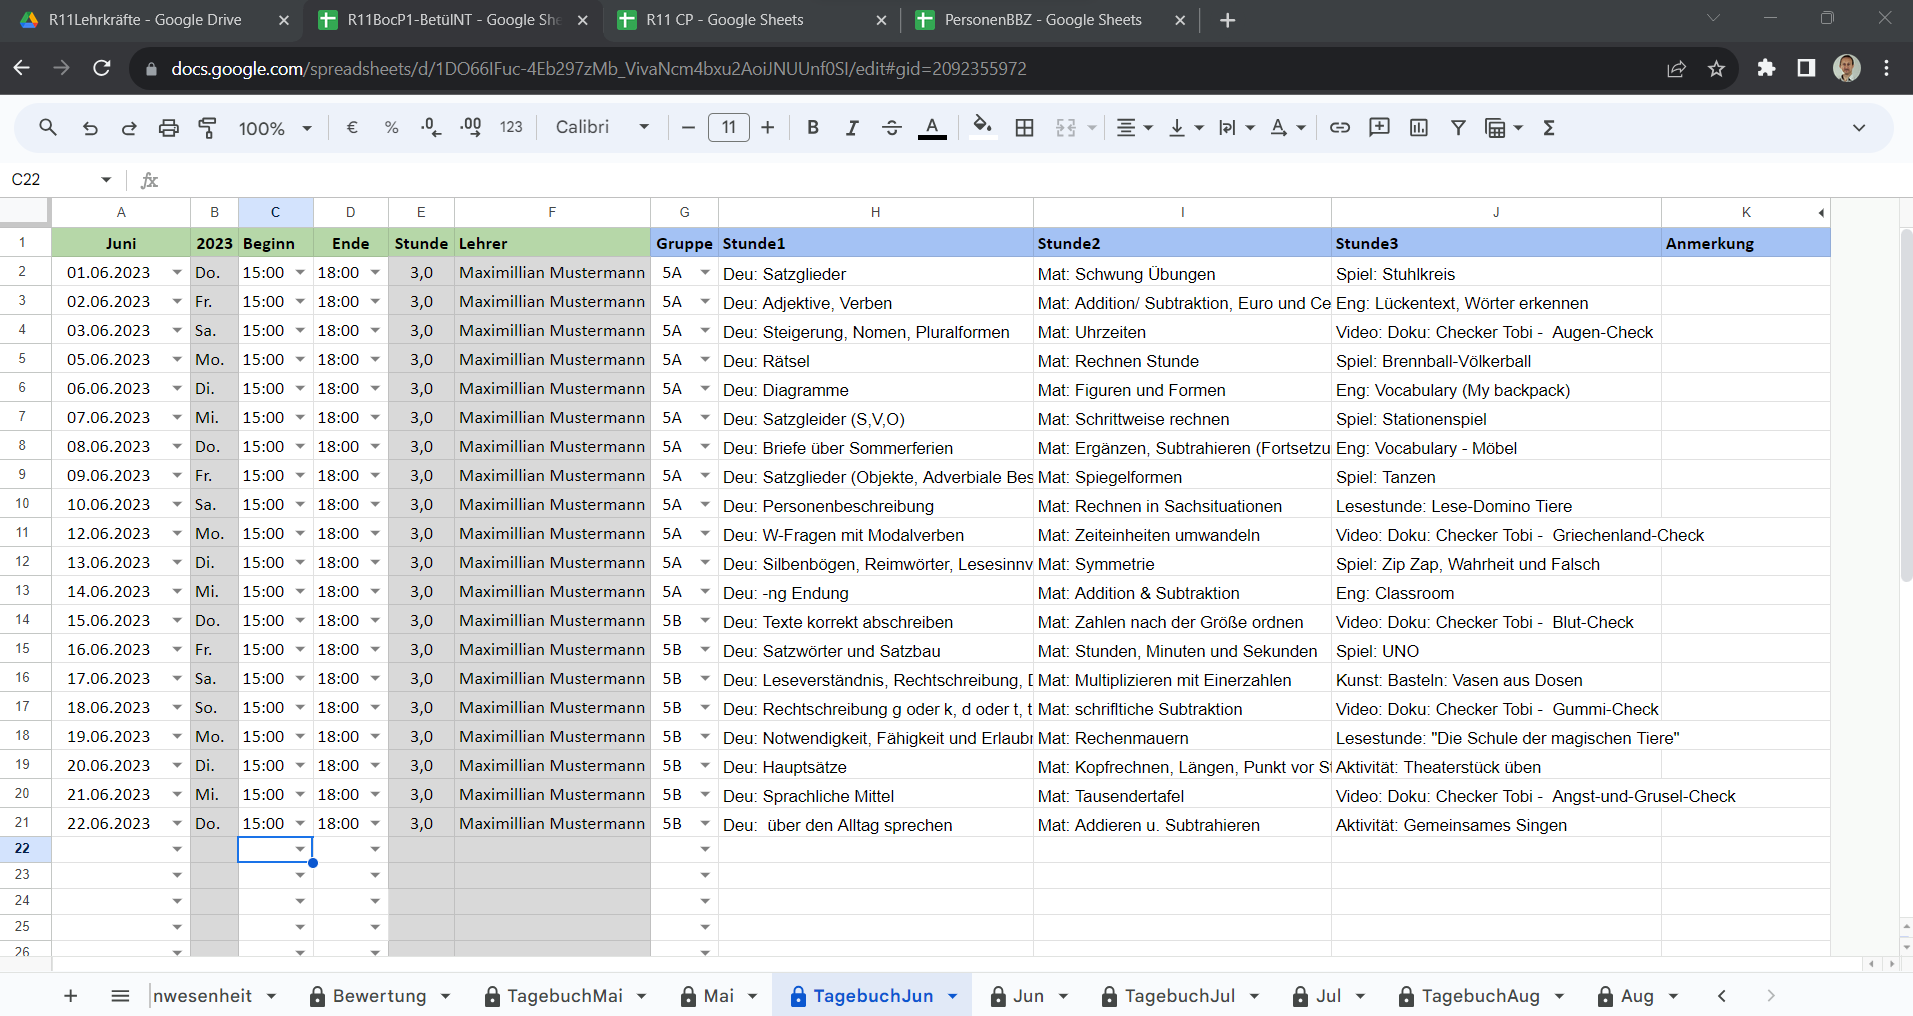 R11Lehrkräfte - Google Drive
R11BocP1-BetülNT - Google She
R11 CP - Google Sheets
PersonenBBZ - Google Sheets
docs.google.com/spreadsheets/d/1DO66IFuc-4Eb297zMb_VivaNcm4bxu2AoiJNUUnf0SI/edit#gid=2092355972
100% € % .0 .00 123 Calibri 11 B I S A
C22 fx
A B C D E F G H I J K
1 Juni 2023 Beginn Ende Stunde Lehrer Gruppe Stunde1 Stunde2 Stunde3 Anmerkung
2 01.06.2023 Do. 15:00 18:00 3,0 Maximillian Mustermann 5A Deu: Satzglieder Mat: Schwung Übungen Spiel: Stuhlkreis
3 02.06.2023 Fr. 15:00 18:00 3,0 Maximillian Mustermann 5A Deu: Adjektive, Verben Mat: Addition/ Subtraktion, Euro und Ce Eng: Lückentext, Wörter erkennen
4 03.06.2023 Sa. 15:00 18:00 3,0 Maximillian Mustermann 5A Deu: Steigerung, Nomen, Pluralformen Mat: Uhrzeiten Video: Doku: Checker Tobi - Augen-Check
5 05.06.2023 Mo. 15:00 18:00 3,0 Maximillian Mustermann 5A Deu: Rätsel Mat: Rechnen Stunde Spiel: Brennball-Völkerball
6 06.06.2023 Di. 15:00 18:00 3,0 Maximillian Mustermann 5A Deu: Diagramme Mat: Figuren und Formen Eng: Vocabulary (My backpack)
7 07.06.2023 Mi. 15:00 18:00 3,0 Maximillian Mustermann 5A Deu: Satzgleider (S,V,O) Mat: Schrittweise rechnen Spiel: Stationenspiel
8 08.06.2023 Do. 15:00 18:00 3,0 Maximillian Mustermann 5A Deu: Briefe über Sommerferien Mat: Ergänzen, Subtrahieren (Fortsetzu Eng: Vocabulary - Möbel
9 09.06.2023 Fr. 15:00 18:00 3,0 Maximillian Mustermann 5A Deu: Satzglieder (Objekte, Adverbiale Bes Mat: Spiegelformen Spiel: Tanzen
10 10.06.2023 Sa. 15:00 18:00 3,0 Maximillian Mustermann 5A Deu: Personenbeschreibung Mat: Rechnen in Sachsituationen Lesestunde: Lese-Domino Tiere
11 12.06.2023 Mo. 15:00 18:00 3,0 Maximillian Mustermann 5A Deu: W-Fragen mit Modalverben Mat: Zeiteinheiten umwandeln Video: Doku: Checker Tobi - Griechenland-Check
12 13.06.2023 Di. 15:00 18:00 3,0 Maximillian Mustermann 5A Deu: Silbenbögen, Reimwörter, Lesesinnv Mat: Symmetrie Spiel: Zip Zap, Wahrheit und Falsch
13 14.06.2023 Mi. 15:00 18:00 3,0 Maximillian Mustermann 5A Deu: -ng Endung Mat: Addition & Subtraktion Eng: Classroom
14 15.06.2023 Do. 15:00 18:00 3,0 Maximillian Mustermann 5B Deu: Texte korrekt abschreiben Mat: Zahlen nach der Größe ordnen Video: Doku: Checker Tobi - Blut-Check
15 16.06.2023 Fr. 15:00 18:00 3,0 Maximillian Mustermann 5B Deu: Satzwörter und Satzbau Mat: Stunden, Minuten und Sekunden Spiel: UNO
16 17.06.2023 Sa. 15:00 18:00 3,0 Maximillian Mustermann 5B Deu: Leseverständnis, Rechtschreibung, D Mat: Multiplizieren mit Einerzahlen Kunst: Basteln: Vasen aus Dosen
17 18.06.2023 So. 15:00 18:00 3,0 Maximillian Mustermann 5B Deu: Rechtschreibung g oder k, d oder t, t Mat: schrifltiche Subtraktion Video: Doku: Checker Tobi - Gummi-Check
18 19.06.2023 Mo. 15:00 18:00 3,0 Maximillian Mustermann 5B Deu: Notwendigkeit, Fähigkeit und Erlaubn Mat: Rechenmauern Lesestunde: "Die Schule der magischen Tiere"
19 20.06.2023 Di. 15:00 18:00 3,0 Maximillian Mustermann 5B Deu: Hauptsätze Mat: Kopfrechnen, Längen, Punkt vor St Aktivität: Theaterstück üben
20 21.06.2023 Mi. 15:00 18:00 3,0 Maximillian Mustermann 5B Deu: Sprachliche Mittel Mat: Tausendertafel Video: Doku: Checker Tobi - Angst-und-Grusel-Check
21 22.06.2023 Do. 15:00 18:00 3,0 Maximillian Mustermann 5B Deu: über den Alltag sprechen Mat: Addieren u. Subtrahieren Aktivität: Gemeinsames Singen
22
23
24
25
26
nwesenheit Bewertung TagebuchMai Mai TagebuchJun Jun TagebuchJul Jul TagebuchAug Aug